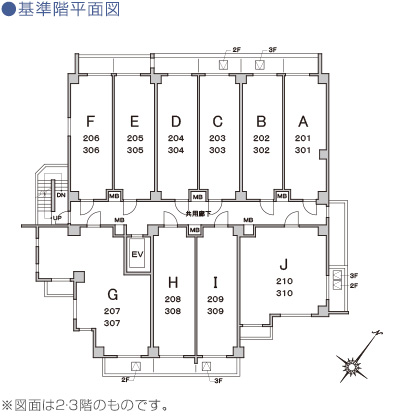 ●基準階平面図
2F 3F
F E D C B A
206 205 204 203 202 201
306 305 304 303 302 301
DN MB MB MB
UP MB 共用廊下 MB
MB MB
EV
G H I J
207 208 209 210
307 308 309 310
3F
2F
2F 3F
※図面は2・3階のものです。